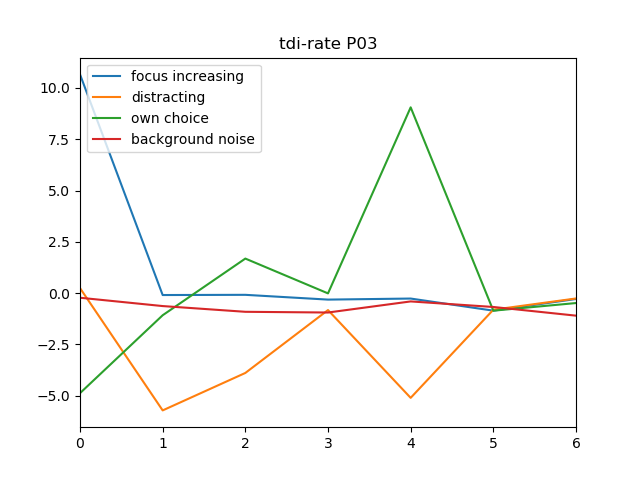 tdi-rate P03
focus increasing
distracting
own choice
background noise
10.0
7.5
5.0
2.5
0.0
−2.5
−5.0
0 1 2 3 4 5 6